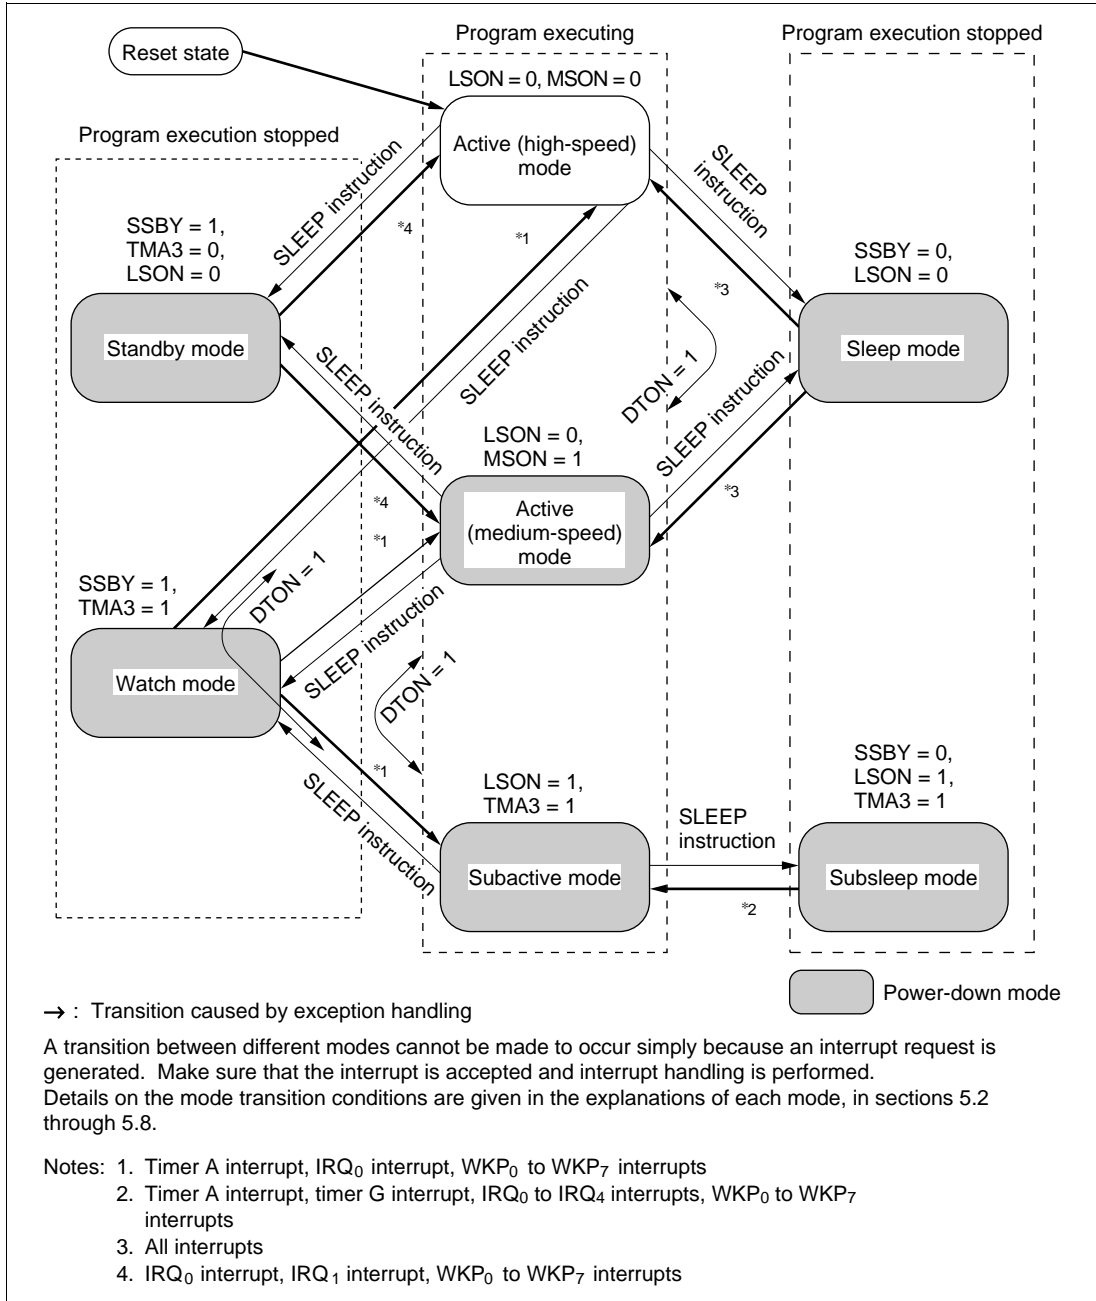 Program executing
Program execution stopped
Reset state
LSON = 0, MSON = 0
Active (high-speed)
mode
Program execution stopped
SLEEP instruction
SLEEP
instruction
SSBY = 1,
TMA3 = 0,
LSON = 0
*4
*1
SSBY = 0,
LSON = 0
*3
Standby mode
Sleep mode
SLEEP instruction
SLEEP instruction
DTON = 1
SLEEP instruction
LSON = 0,
MSON = 1
Active
(medium-speed)
mode
*4
*3
*1
SSBY = 1,
TMA3 = 1
DTON = 1
SLEEP instruction
Watch mode
DTON = 1
*1
SLEEP instruction
LSON = 1,
TMA3 = 1
SSBY = 0,
LSON = 1,
TMA3 = 1
SLEEP
instruction
Subactive mode
Subsleep mode
*2
Power-down mode
→ : Transition caused by exception handling
A transition between different modes cannot be made to occur simply because an interrupt request is
generated. Make sure that the interrupt is accepted and interrupt handling is performed.
Details on the mode transition conditions are given in the explanations of each mode, in sections 5.2
through 5.8.
Notes: 1. Timer A interrupt, IRQ0 interrupt, WKP0 to WKP7 interrupts
2. Timer A interrupt, timer G interrupt, IRQ0 to IRQ4 interrupts, WKP0 to WKP7
interrupts
3. All interrupts
4. IRQ0 interrupt, IRQ1 interrupt, WKP0 to WKP7 interrupts